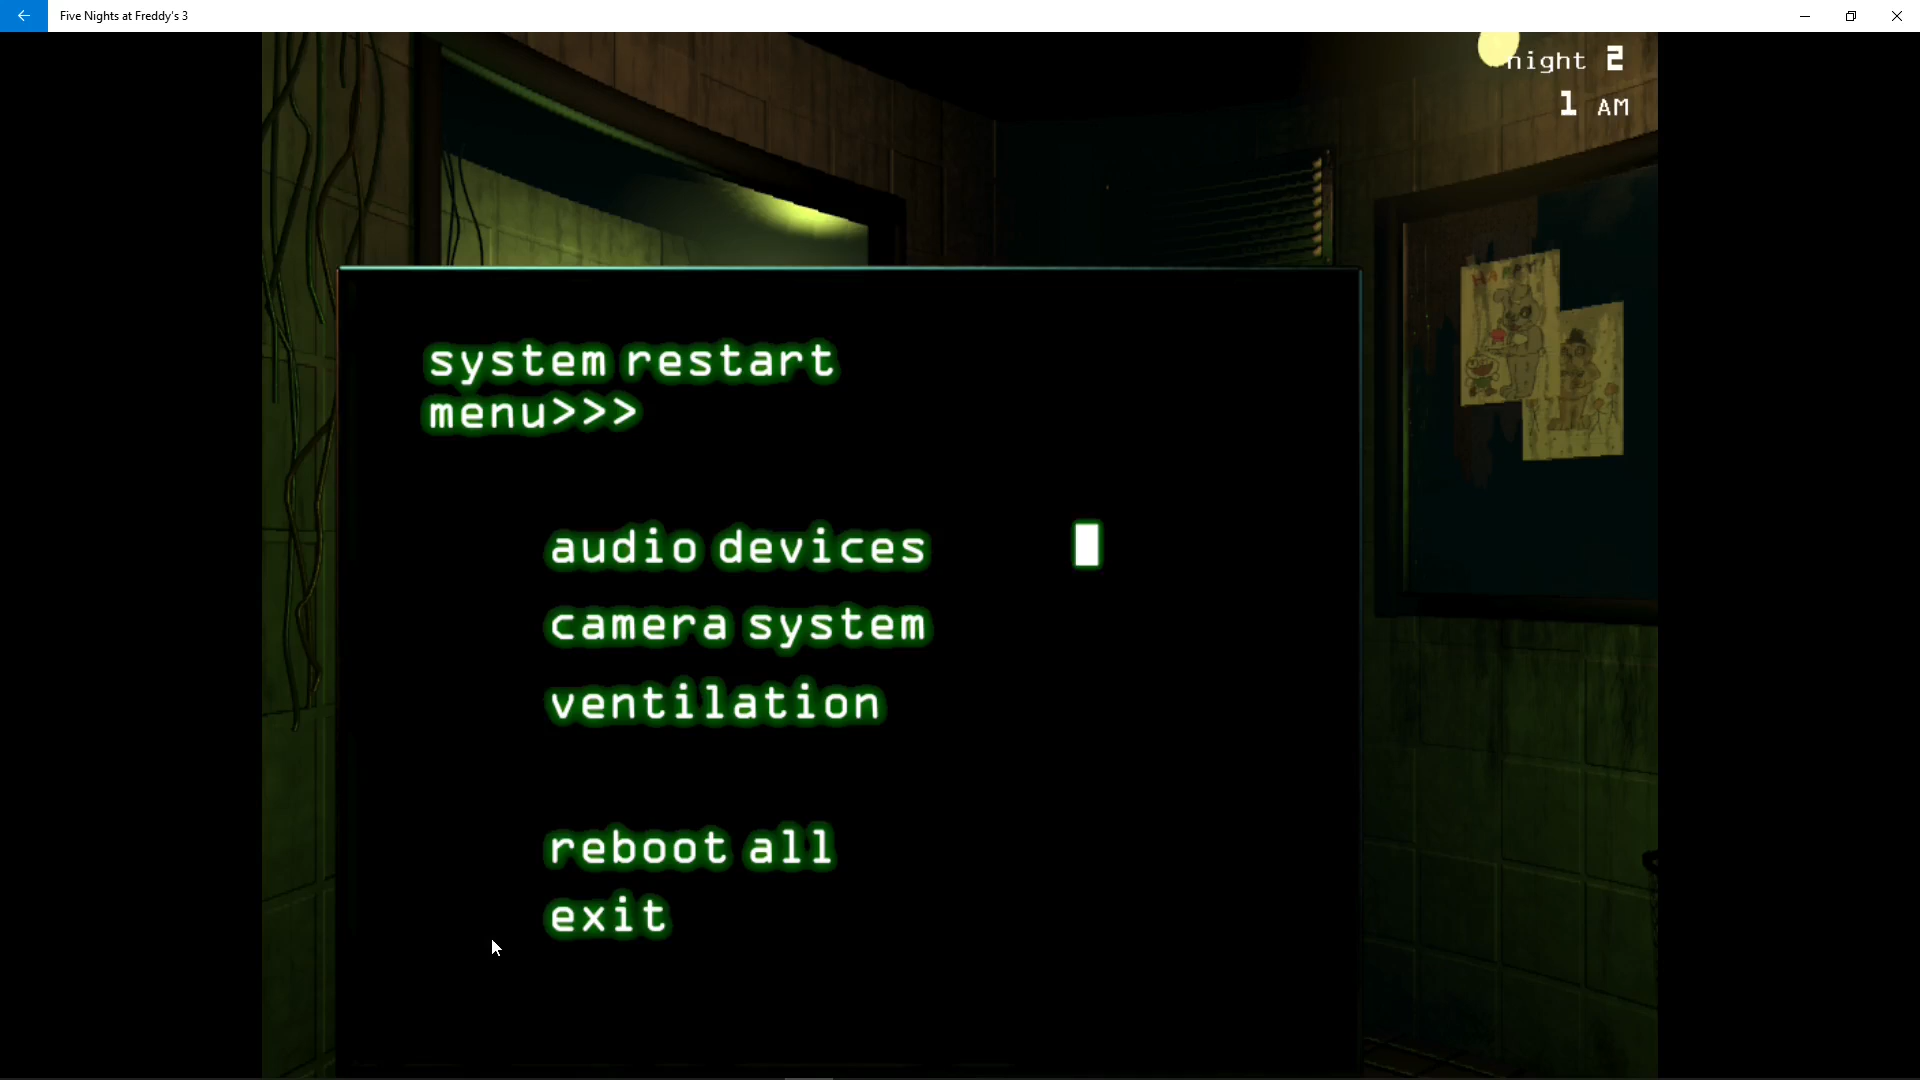 Five Nights at Freddy's 3
night 2
1 AM
system restart
menu>>>
audio devices
camera system
ventilation
reboot all
exit